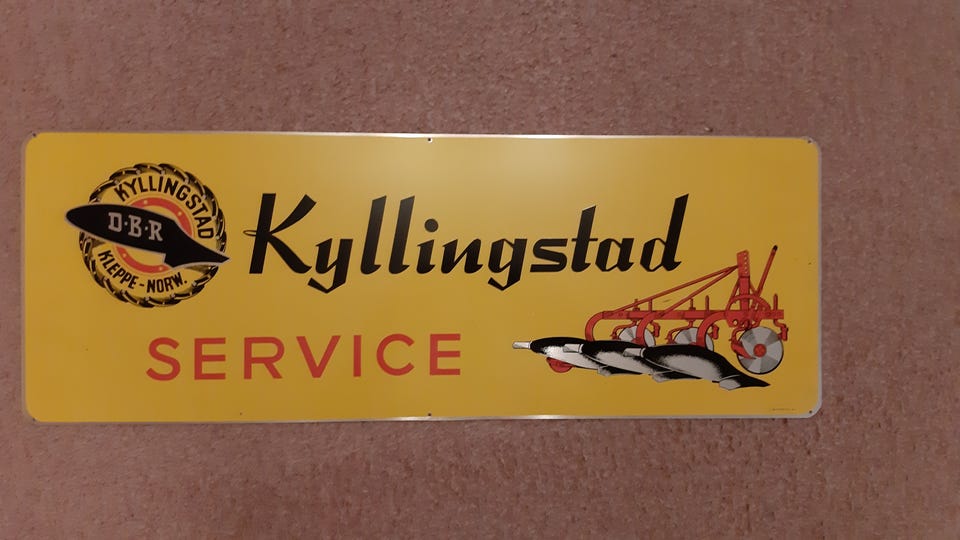 KYLLINGSTAD
D·B·R
KLEPPE-NORW.
Kyllingstad
SERVICE